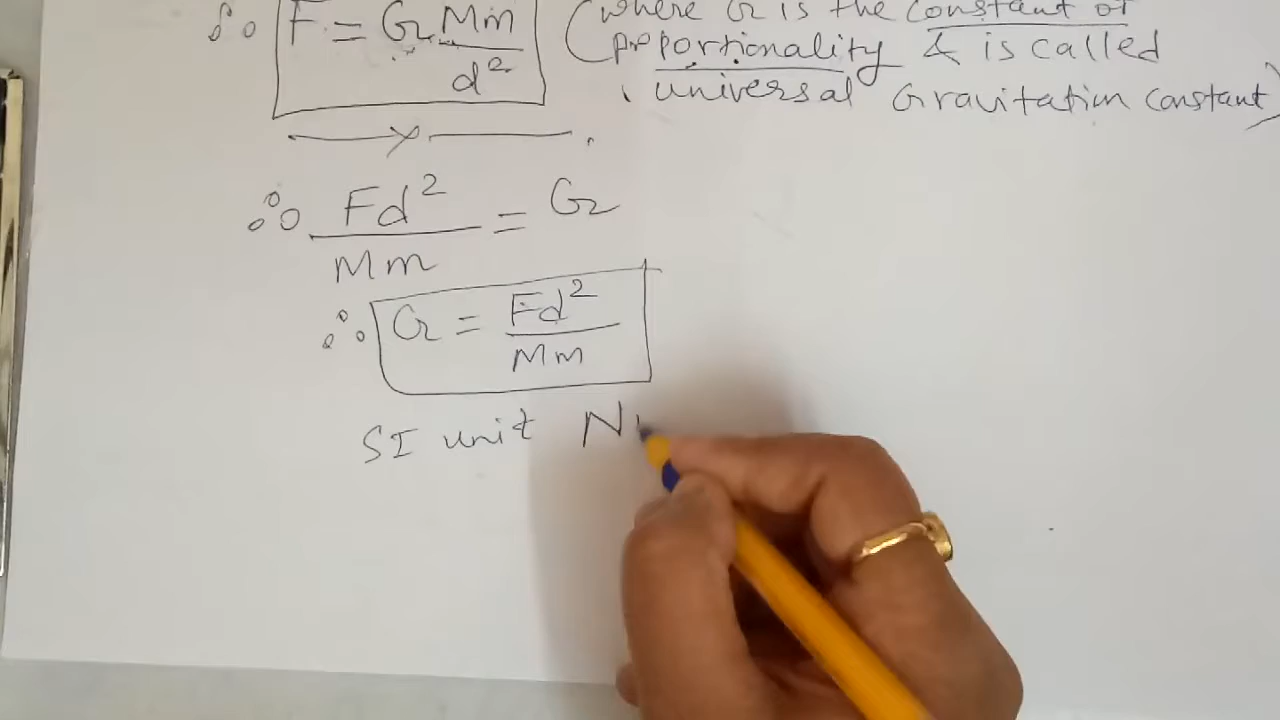 ∴ F = G Mm / d² (where G is the constant of
proportionality & is called
universal Gravitation constant)
∴ Fd² / Mm = G
∴ G = Fd² / Mm
SI unit N